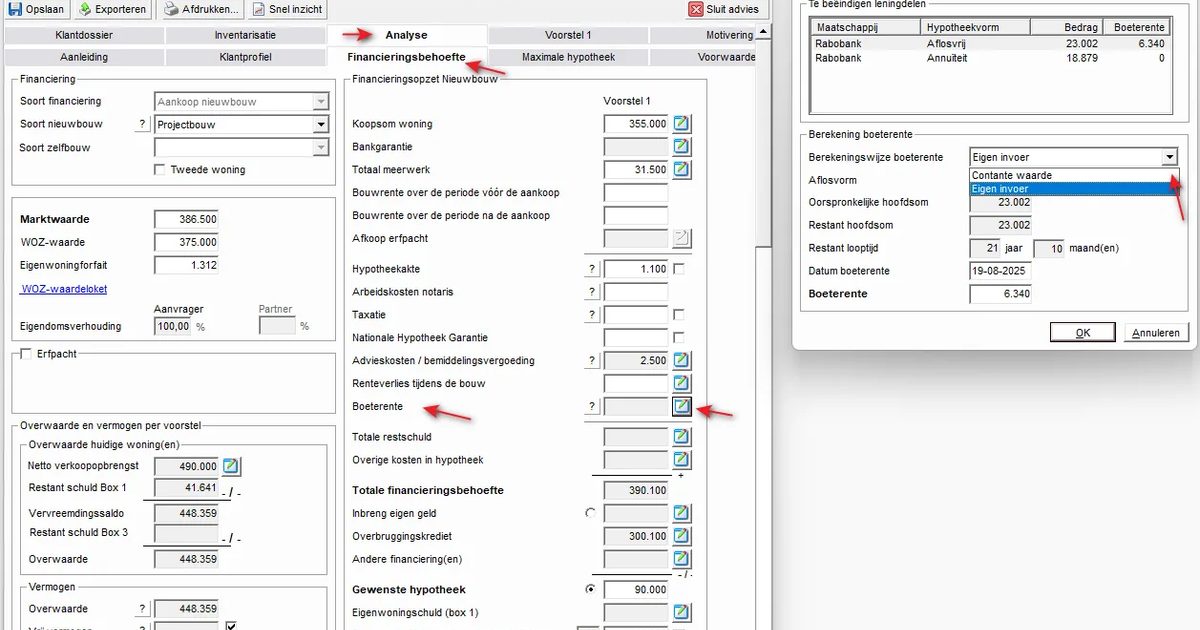 Opslaan Exporteren Afdrukken... Snel inzicht Sluit advies
Klantdossier Inventarisatie Analyse Voorstel 1 Motivering
Aanleiding Klantprofiel Financieringsbehoefte Maximale hypotheek Voorwaarde
Financiering
Soort financiering Aankoop nieuwbouw
Soort nieuwbouw ? Projectbouw
Soort zelfbouw
Tweede woning
Marktwaarde 386.500
WOZ-waarde 375.000
Eigenwoningforfait 1.312
WOZ-waardeloket
Aanvrager Partner
Eigendomsverhouding 100,00 % %
Erfpacht
Overwaarde en vermogen per voorstel
Overwaarde huidige woning(en)
Netto verkoopopbrengst 490.000
Restant schuld Box 1 41.641 - / -
Vervreemdingssaldo 448.359
Restant schuld Box 3 - / -
Overwaarde 448.359
Vermogen
Overwaarde ? 448.359
Financieringsopzet Nieuwbouw
Voorstel 1
Koopsom woning 355.000
Bankgarantie
Totaal meerwerk 31.500
Bouwrente over de periode vóór de aankoop
Bouwrente over de periode na de aankoop
Afkoop erfpacht
Hypotheekakte ? 1.100
Arbeidskosten notaris ?
Taxatie ?
Nationale Hypotheek Garantie
Advieskosten / bemiddelingsvergoeding ? 2.500
Renteverlies tijdens de bouw
Boeterente ?
Totale restschuld
Overige kosten in hypotheek
+
Totale financieringsbehoefte 390.100
Inbreng eigen geld
Overbruggingskrediet 300.100
Andere financiering(en)
- / -
Gewenste hypotheek 90.000
Eigenwoningschuld (box 1)
Te beëindigen leningdelen
Maatschappij Hypotheekvorm Bedrag Boeterente
Rabobank Aflosvrij 23.002 6.340
Rabobank Annuiteit 18.879 0
Berekening boeterente
Berekeningswijze boeterente Eigen invoer
Contante waarde
Aflosvorm Eigen invoer
Oorspronkelijke hoofdsom 23.002
Restant hoofdsom 23.002
Restant looptijd 21 jaar 10 maand(en)
Datum boeterente 19-08-2025
Boeterente 6.340
OK Annuleren